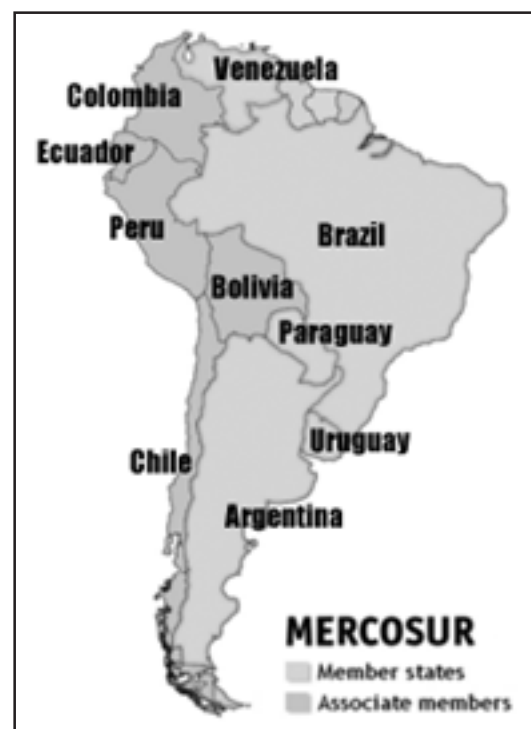 Venezuela
Colombia
Ecuador
Peru
Brazil
Bolivia
Paraguay
Uruguay
Chile
Argentina
MERCOSUR
Member states
Associate members